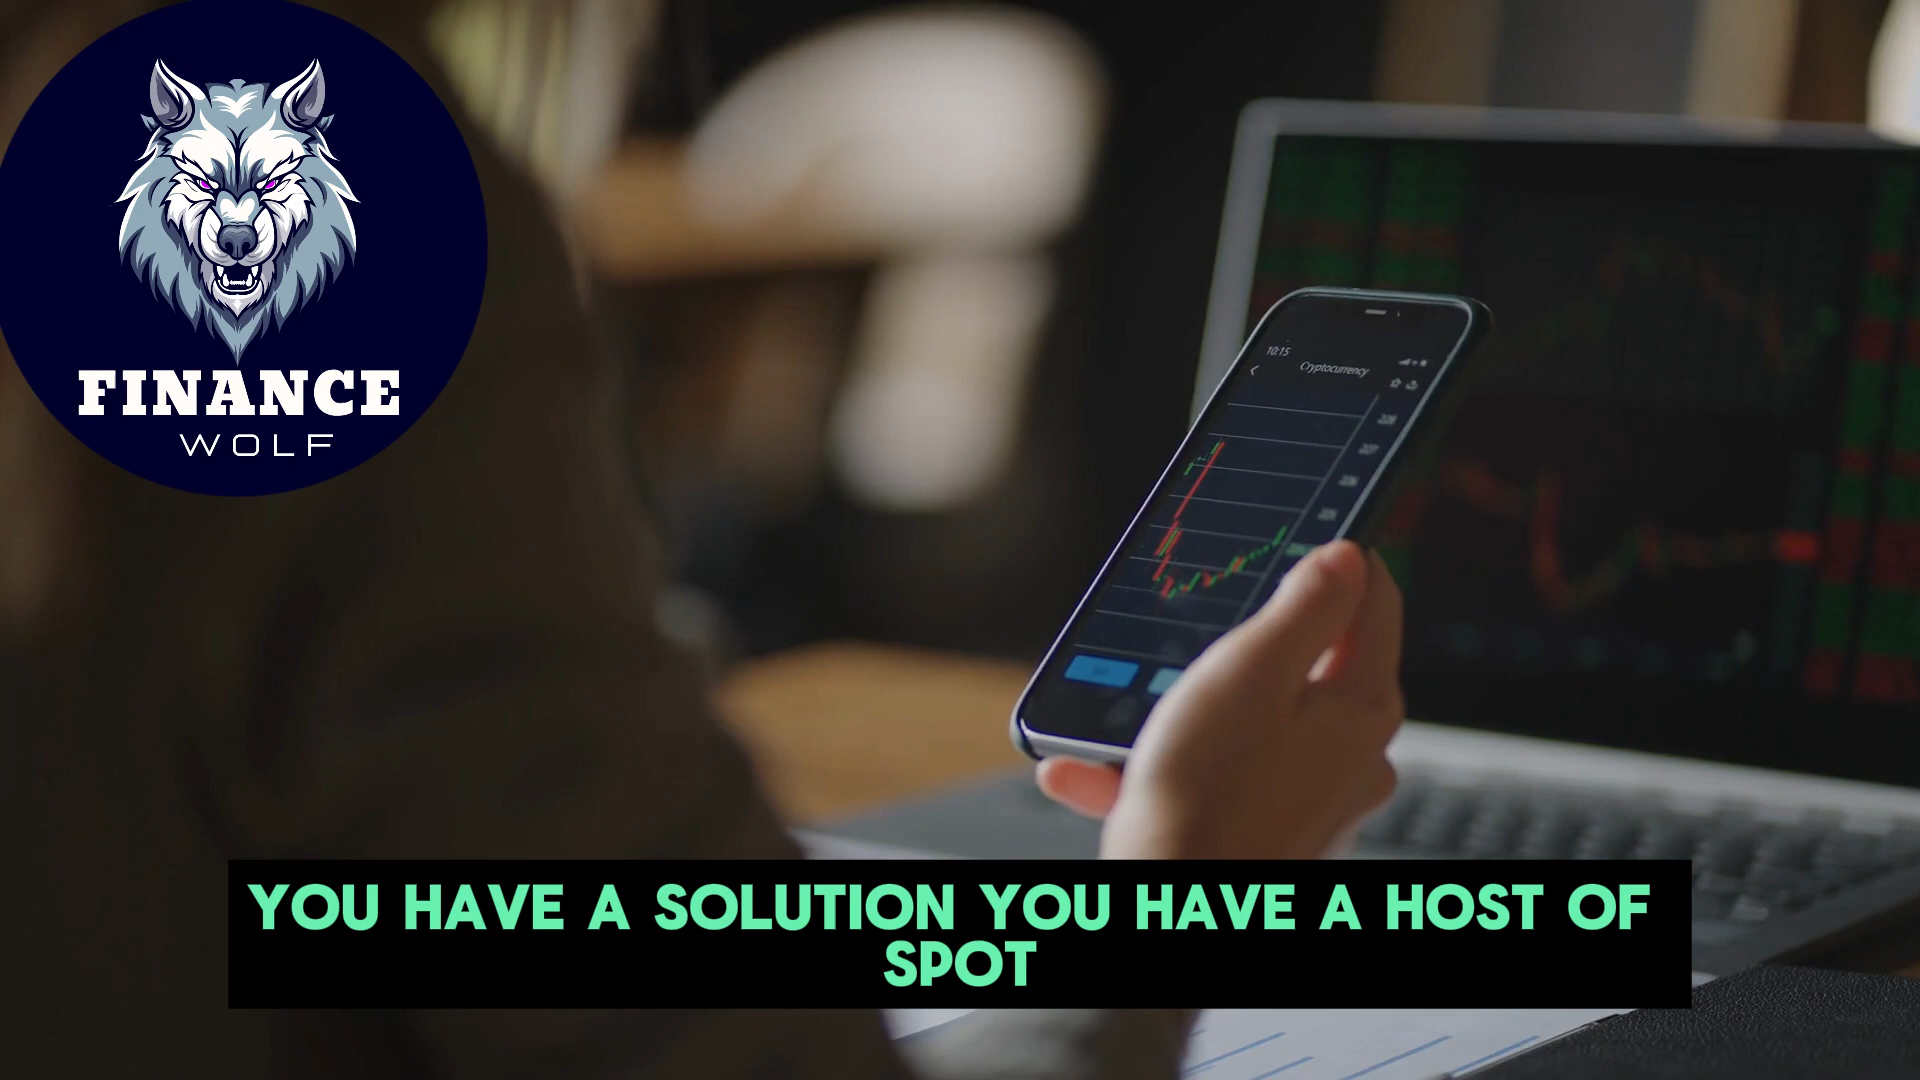 FINANCE
WOLF
10:15
Cryptocurrency
YOU HAVE A SOLUTION YOU HAVE A HOST OF
SPOT